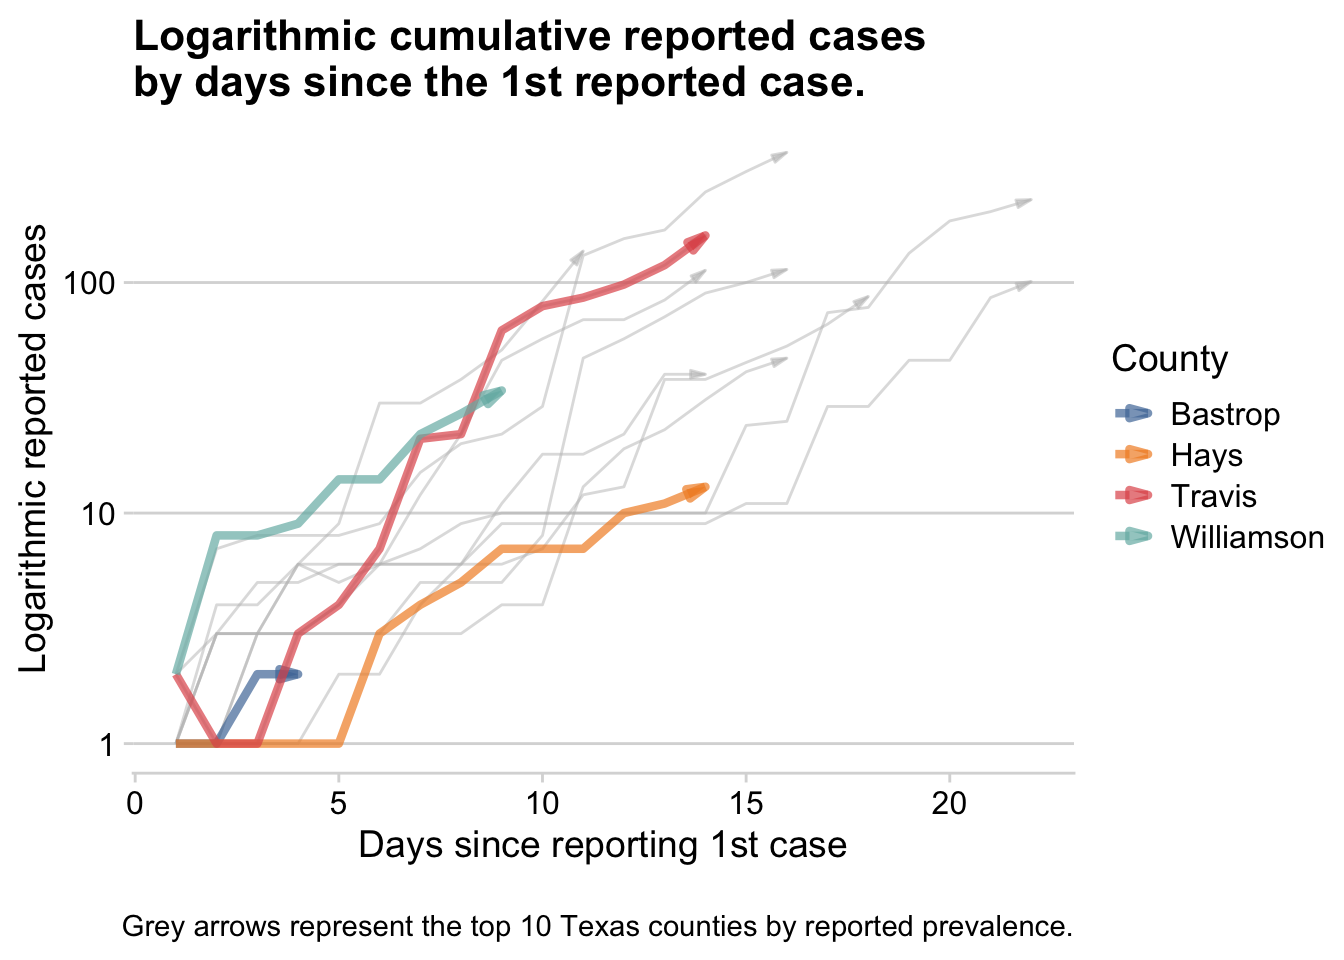 Logarithmic cumulative reported cases
by days since the 1st reported case.
Logarithmic reported cases
100
10
1
0 5 10 15 20
Days since reporting 1st case
County
Bastrop
Hays
Travis
Williamson
Grey arrows represent the top 10 Texas counties by reported prevalence.